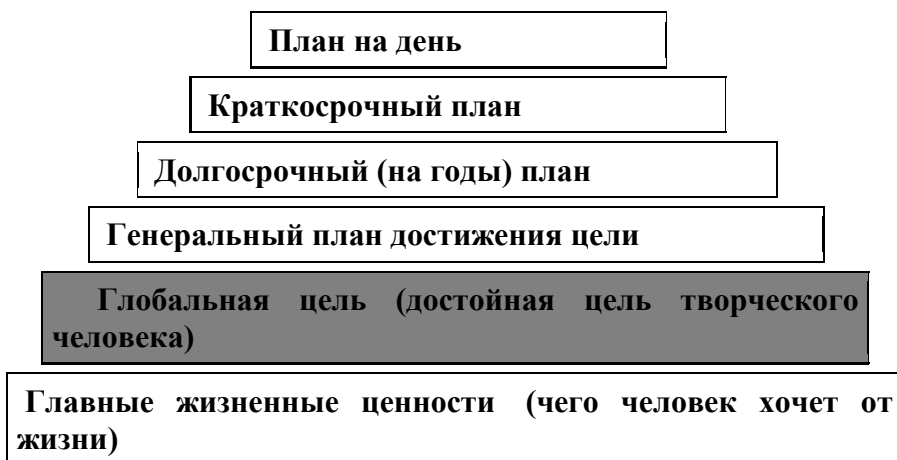 План на день
Краткосрочный план
Долгосрочный (на годы) план
Генеральный план достижения цели
Глобальная цель (достойная цель творческого
человека)
Главные жизненные ценности (чего человек хочет от
жизни)